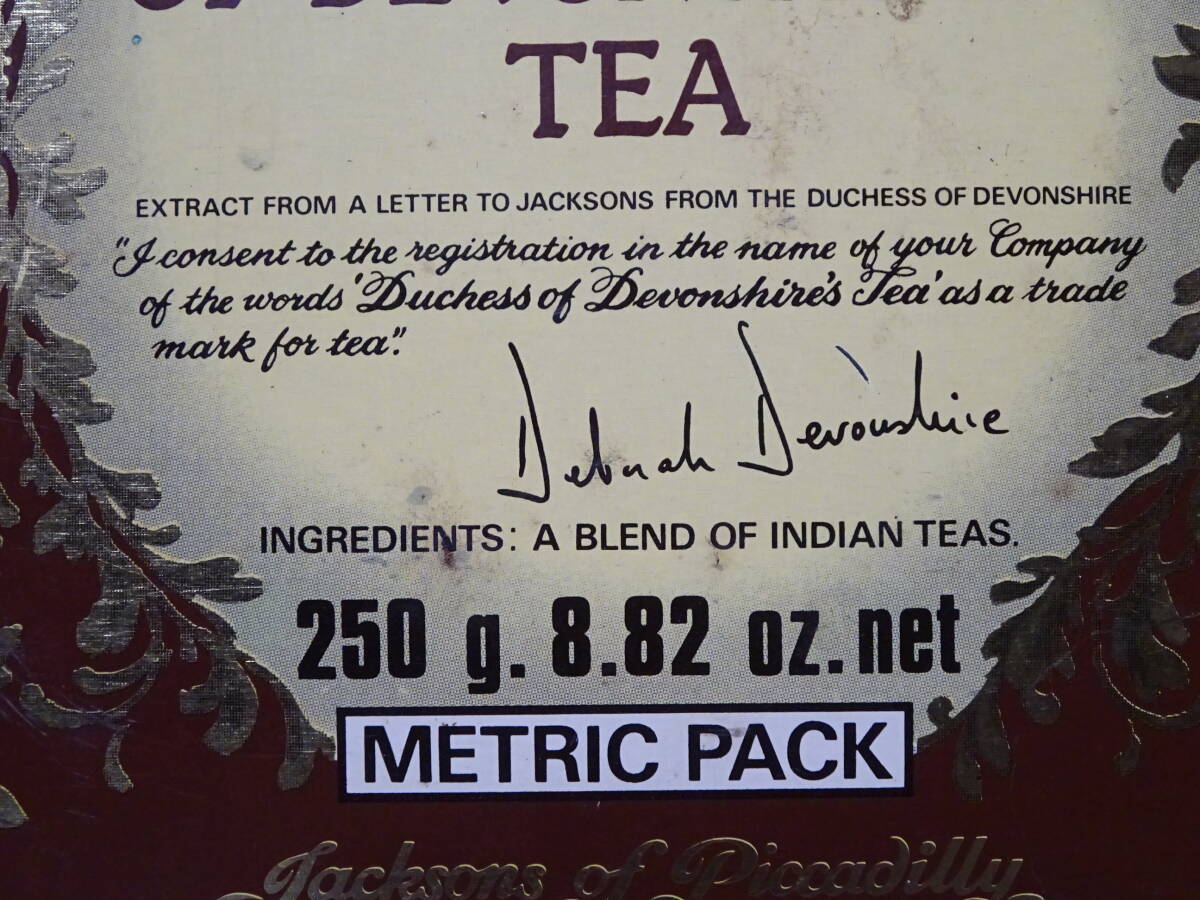 TEA
EXTRACT FROM A LETTER TO JACKSONS FROM THE DUCHESS OF DEVONSHIRE
"I consent to the registration in the name of your Company
of the words 'Duchess of Devonshire's Tea' as a trade
mark for tea".
Deborah Devonshire
INGREDIENTS: A BLEND OF INDIAN TEAS.
250 g. 8.82 oz. net
METRIC PACK
Jacksons of Piccadilly